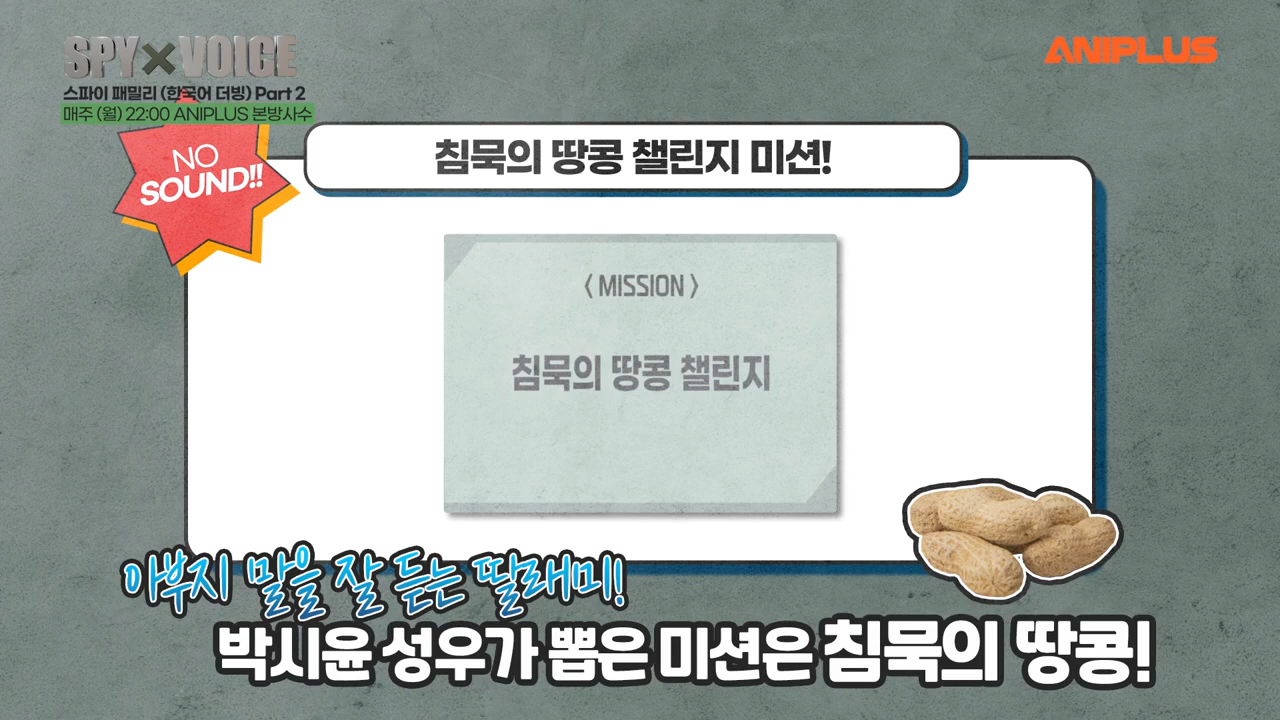 SPY×VOICE
ANIPLUS
스파이 패밀리 (한국어 더빙) Part 2
매주 (월) 22:00 ANIPLUS 본방사수
NO
SOUND!!
침묵의 땅콩 챌린지 미션!
〈 MISSION 〉
침묵의 땅콩 챌린지
아부지 말을 잘 듣는 딸래미!
박시윤 성우가 뽑은 미션은 침묵의 땅콩!